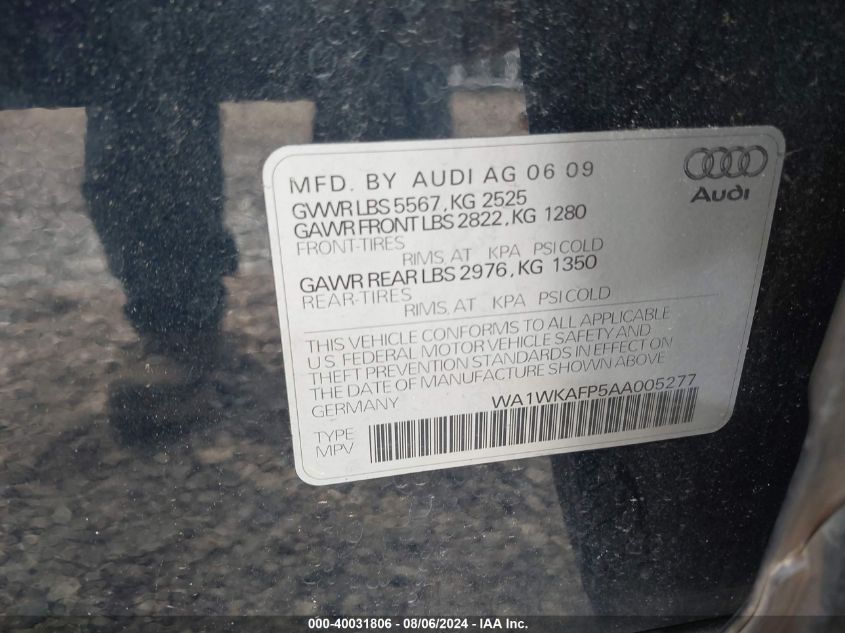 MFD. BY AUDI AG 06 09
Audi
GVWR LBS 5567, KG 2525
GAWR FRONT LBS 2822, KG 1280
FRONT-TIRES
RIMS, AT KPA PSI COLD
GAWR REAR LBS 2976, KG 1350
REAR-TIRES
RIMS, AT KPA PSI COLD
THIS VEHICLE CONFORMS TO ALL APPLICABLE
U S FEDERAL MOTOR VEHICLE SAFETY AND
THEFT PREVENTION STANDARDS IN EFFECT ON
THE DATE OF MANUFACTURE SHOWN ABOVE
GERMANY
WA1WKAFP5AA005277
TYPE
MPV
000-40031806 - 08/06/2024 - IAA Inc.